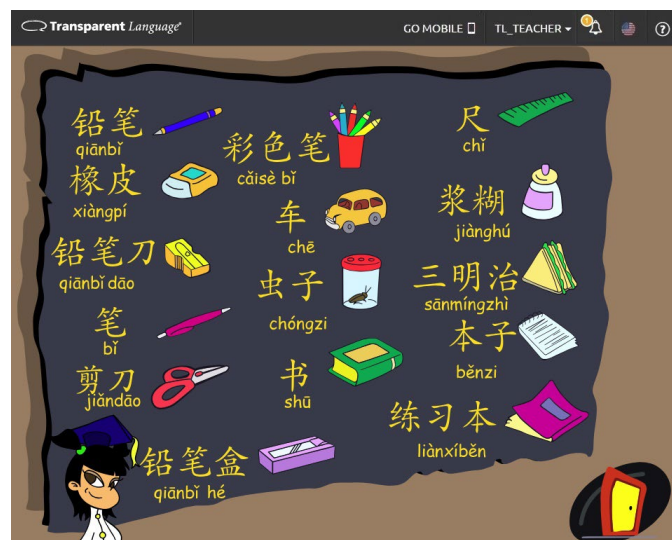 Transparent Language®
GO MOBILE
TL_TEACHER
1
?
铅笔
qiānbǐ
彩色笔
cǎisè bǐ
尺
chǐ
橡皮
xiàngpí
车
chē
浆糊
jiànghú
铅笔刀
qiānbǐ dāo
虫子
chóngzi
三明治
sānmíngzhì
笔
bǐ
本子
běnzi
剪刀
jiǎndāo
书
shū
练习本
liànxíběn
铅笔盒
qiānbǐ hé